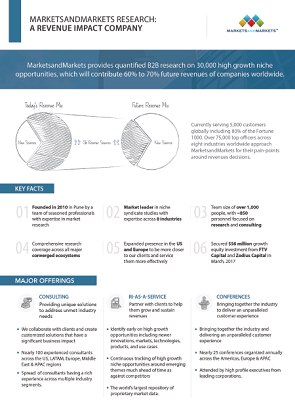 MARKETSANDMARKETS RESEARCH:
A REVENUE IMPACT COMPANY
MARKETSANDMARKETS
MarketsandMarkets provides quantified B2B research on 30,000 high growth niche
opportunities, which will contribute 60% to 70% future revenues of companies worldwide.
Today's Revenue Mix
Future Revenue Mix
New Sources
Old Revenue Sources
New Sources
Currently serving 5,000 customers
globally including 80% of the Fortune
1000. Over 75,000 top officers across
eight industries worldwide approach
MarketsandMarkets for their pain-points
around revenues decisions.
KEY FACTS
01
Founded in 2010 in Pune by a
team of seasoned professionals
with expertise in market
research
02
Market leader in niche
syndicate studies with
expertise across 8 industries
03
Team size of over 1,000
people, with ~850
personnel focused on
research and consulting
04
Comprehensive research
coverage across all major
converged ecosystems
05
Expanded presence in the US
and Europe to be more closer
to our clients and service
them more effectively
06
Secured $56 million growth
equity investment from FTV
Capital and Zodius Capital in
March, 2017
MAJOR OFFERINGS
CONSULTING
Providing unique solutions
to address unmet industry
needs
We collaborate with clients and create
customized solutions that have a
significant business impact
Nearly 100 experienced consultants
across the US, LATAM, Europe, Middle
East & APAC regions
Spread of consultants having a rich
experience across multiple industry
segments.
RI-AS-A-SERVICE
Partner with clients to help
them grow and sustain
revenues
Identify early on high growth
opportunities including newer
innovations, markets, technologies,
products, and use cases
Continuous tracking of high growth
niche opportunities around emerging
themes much ahead of time as
against competitors
The world's largest repository of
proprietary market data.
CONFERENCES
Bringing together the industry
to deliver an unparalleled
customer experience
Bringing together the industry and
delivering an unparalleled customer
experience
Nearly 25 conferences organized annually
across the Americas, Europe & APAC
Attended by high profile executives from
leading corporations.